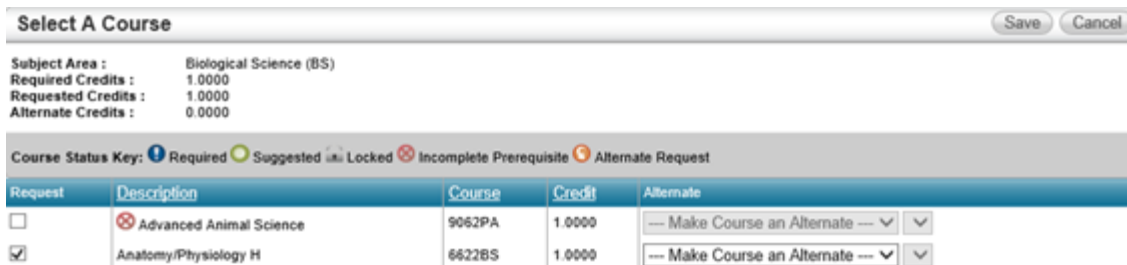 Select A Course Save Cancel
Subject Area : Biological Science (BS)
Required Credits : 1.0000
Requested Credits : 1.0000
Alternate Credits : 0.0000
Course Status Key: Required Suggested Locked Incomplete Prerequisite Alternate Request
Request Description Course Credit Alternate
Advanced Animal Science 9062PA 1.0000 --- Make Course an Alternate ---
Anatomy/Physiology H 6622BS 1.0000 --- Make Course an Alternate ---